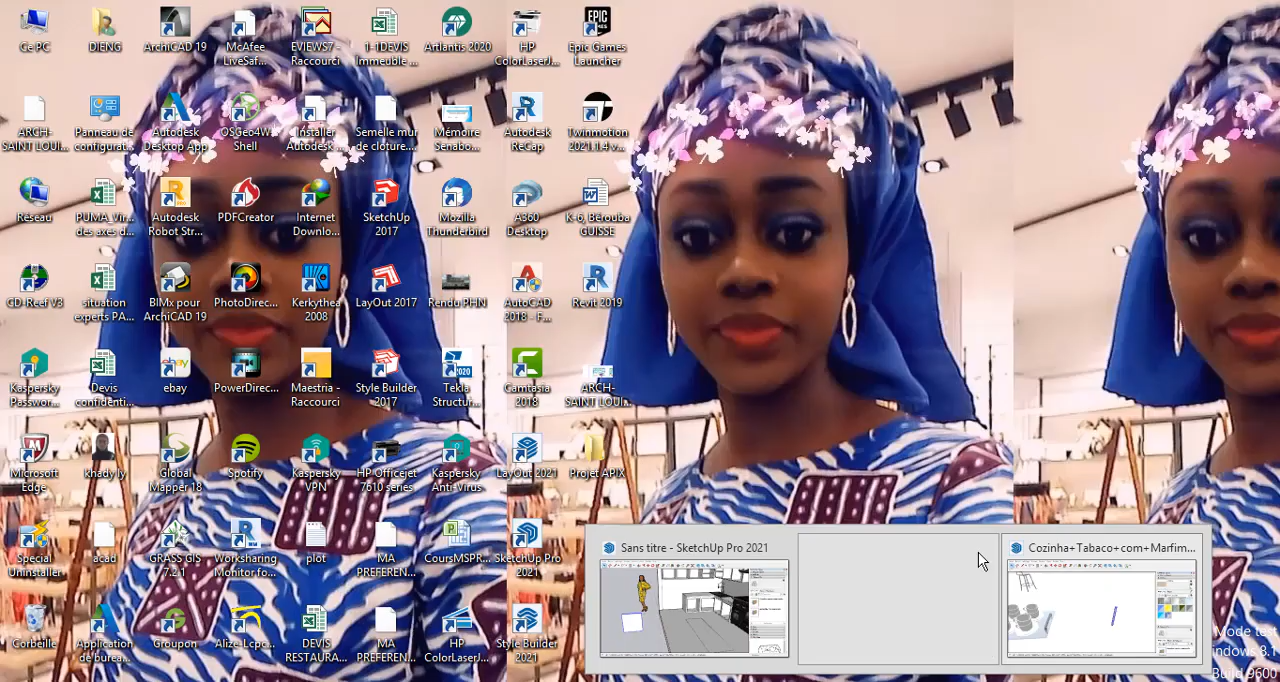 Ce PC
DIENG
ArchiCAD 19
McAfee
LiveSaf...
EVIEWS7 -
Raccourci
1-1DEVIS
Immeuble ...
Artlantis 2020
HP
ColorLaserJ...
Epic Games
Launcher
ARCH-
SAINT LOUI...
Panneau de
configurat...
Autodesk
Desktop App
OSGeo4W
Shell
Installer
Autodesk ...
Semelle mur
de cloture....
Mémoire
Senabo...
Autodesk
ReCap
Twinmotion
2021.1.4 v...
Réseau
PUMA_Vir...
des axes d...
Autodesk
Robot Str...
PDFCreator
Internet
Downlo...
SketchUp
2017
Mozilla
Thunderbird
A360
Desktop
K-6, Berouba
GUISSE
CD-Reef V3
situation
experts PA...
BIMx pour
ArchiCAD 19
PhotoDirec...
Kerkythea
2008
LayOut 2017
Rendu PHN
AutoCAD
2018 - F...
Revit 2019
Kaspersky
Passwor...
Devis
confidenti...
ebay
PowerDirec...
Maestria -
Raccourci
Style Builder
2017
Tekla
Structur...
Camtasia
2018
ARCH-
SAINT LOUI...
Microsoft
Edge
khady ly
Global
Mapper 18
Spotify
Kaspersky
VPN
HP Officejet
7610 series
Kaspersky
Anti-Virus
LayOut 2021
Projet APIX
Special
Uninstaller
acad
GRASS GIS
7.2.1
Worksharing
Monitor fo...
plot
MA
PREFEREN...
CoursMSPR...
SketchUp Pro
2021
Corbeille
Application
de burea...
Groupon
Alize-Lcpc...
DEVIS
RESTAURA...
MA
PREFEREN...
HP
ColorLaserJ...
Style Builder
2021
Sans titre - SketchUp Pro 2021
Cozinha+Tabaco+com+Marfim...
Mode tes
indows 8.1
Build 9600